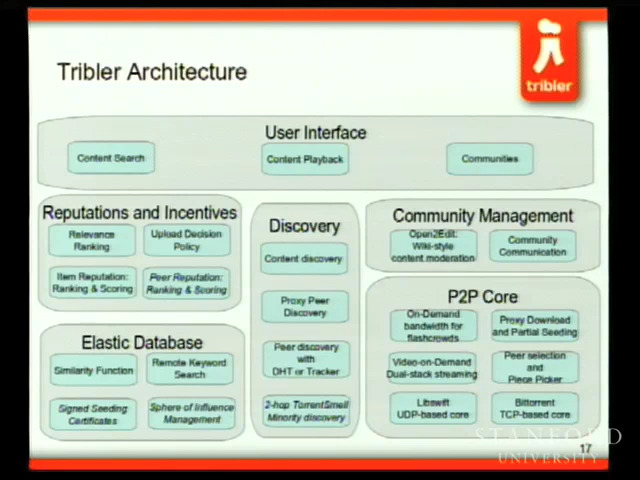 Tribler Architecture
tribler
User Interface
Content Search
Content Playback
Communities
Reputations and Incentives
Relevance
Ranking
Upload Decision
Policy
Item Reputation:
Ranking & Scoring
Peer Reputation:
Ranking & Scoring
Elastic Database
Similarity Function
Remote Keyword
Search
Signed Seeding
Certificates
Sphere of Influence
Management
Discovery
Content discovery
Proxy Peer
Discovery
Peer discovery
with
DHT or Tracker
2-hop TorrentSmell
Minority discovery
Community Management
Open2Edit:
Wiki-style
content moderation
Community
Communication
P2P Core
On-Demand
bandwidth for
flashcrowds
Proxy Download
and Partial Seeding
Video-on-Demand
Dual-stack streaming
Peer selection
and
Piece Picker
Libswift
UDP-based core
Bittorrent
TCP-based core
STANFORD
UNIVERSITY
17